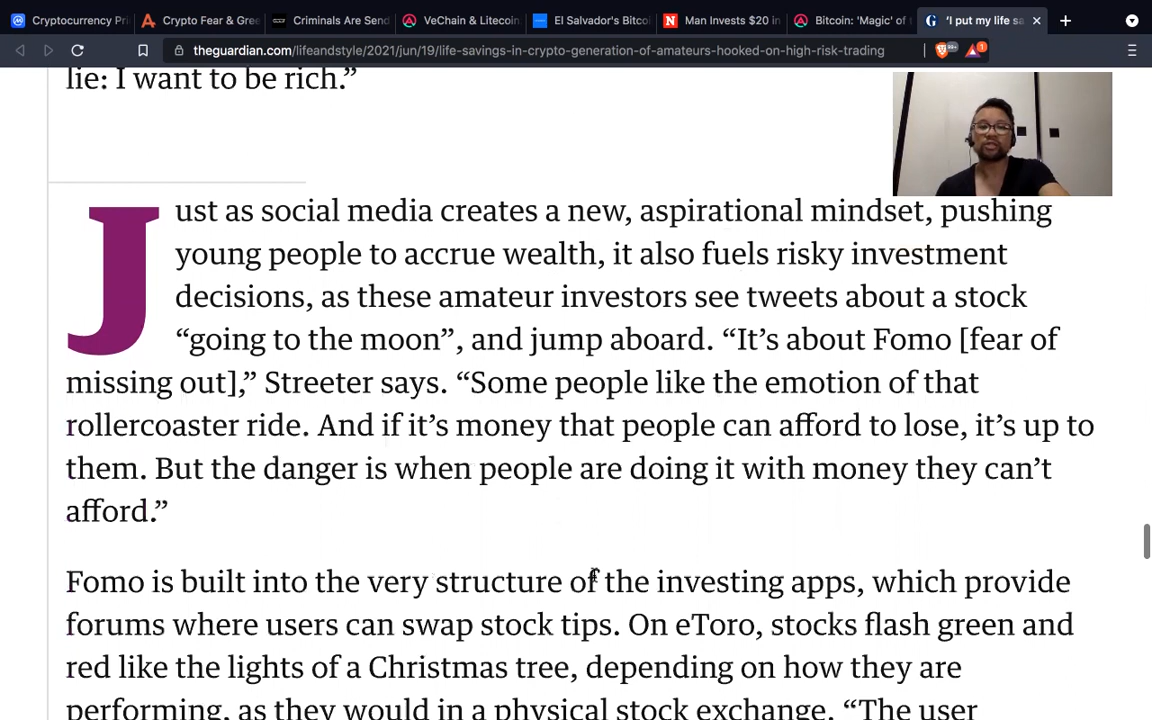 Cryptocurrency Pri
Crypto Fear & Gre
Criminals Are Send
VeChain & Litecoin
El Salvador's Bitco
Man Invests $20 in
Bitcoin: 'Magic' of
'I put my life sa
theguardian.com/lifeandstyle/2021/jun/19/life-savings-in-crypto-generation-of-amateurs-hooked-on-high-risk-trading
99+
1
lie: I want to be rich.”
Just as social media creates a new, aspirational mindset, pushing
young people to accrue wealth, it also fuels risky investment
decisions, as these amateur investors see tweets about a stock
“going to the moon”, and jump aboard. “It’s about Fomo [fear of
missing out],” Streeter says. “Some people like the emotion of that
rollercoaster ride. And if it’s money that people can afford to lose, it’s up to
them. But the danger is when people are doing it with money they can’t
afford.”
Fomo is built into the very structure of the investing apps, which provide
forums where users can swap stock tips. On eToro, stocks flash green and
red like the lights of a Christmas tree, depending on how they are
performing, as they would in a physical stock exchange. “The user